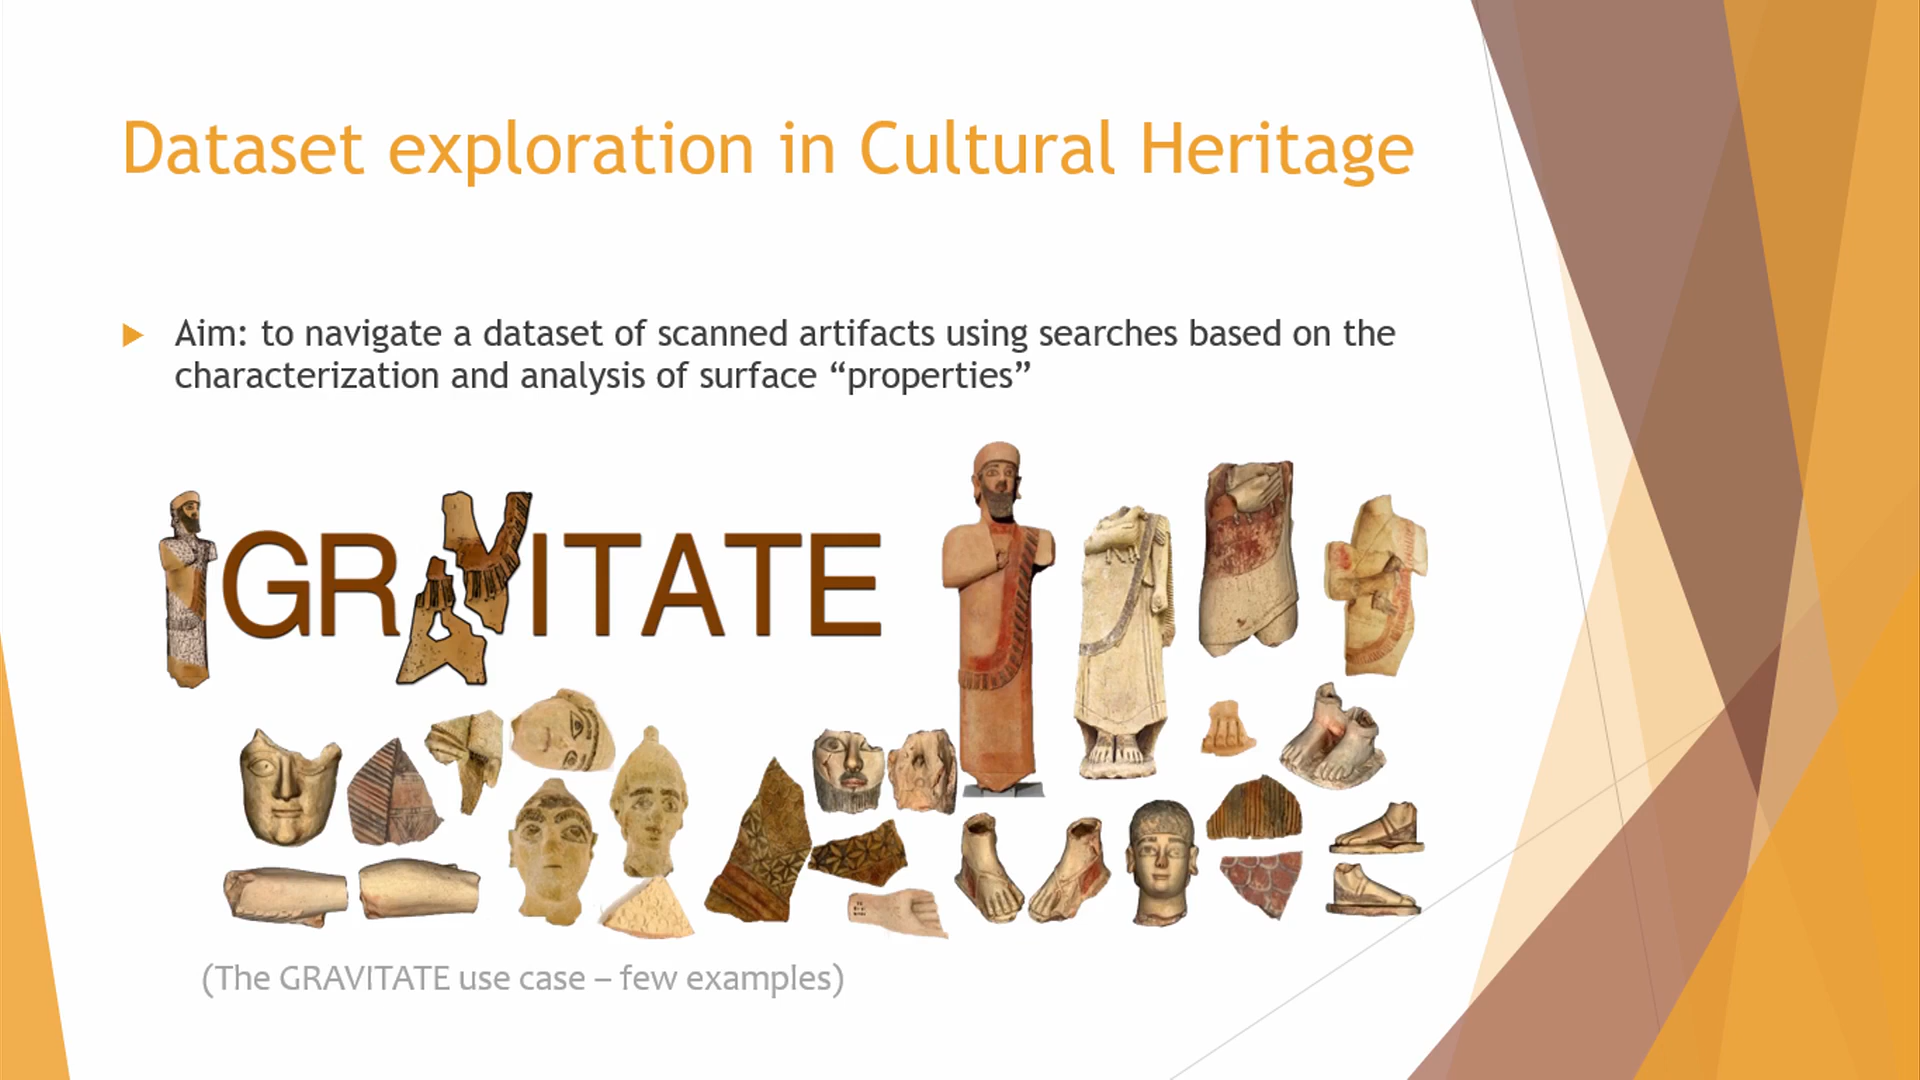 Dataset exploration in Cultural Heritage
Aim: to navigate a dataset of scanned artifacts using searches based on the
characterization and analysis of surface “properties”
GRAVITATE
(The GRAVITATE use case – few examples)